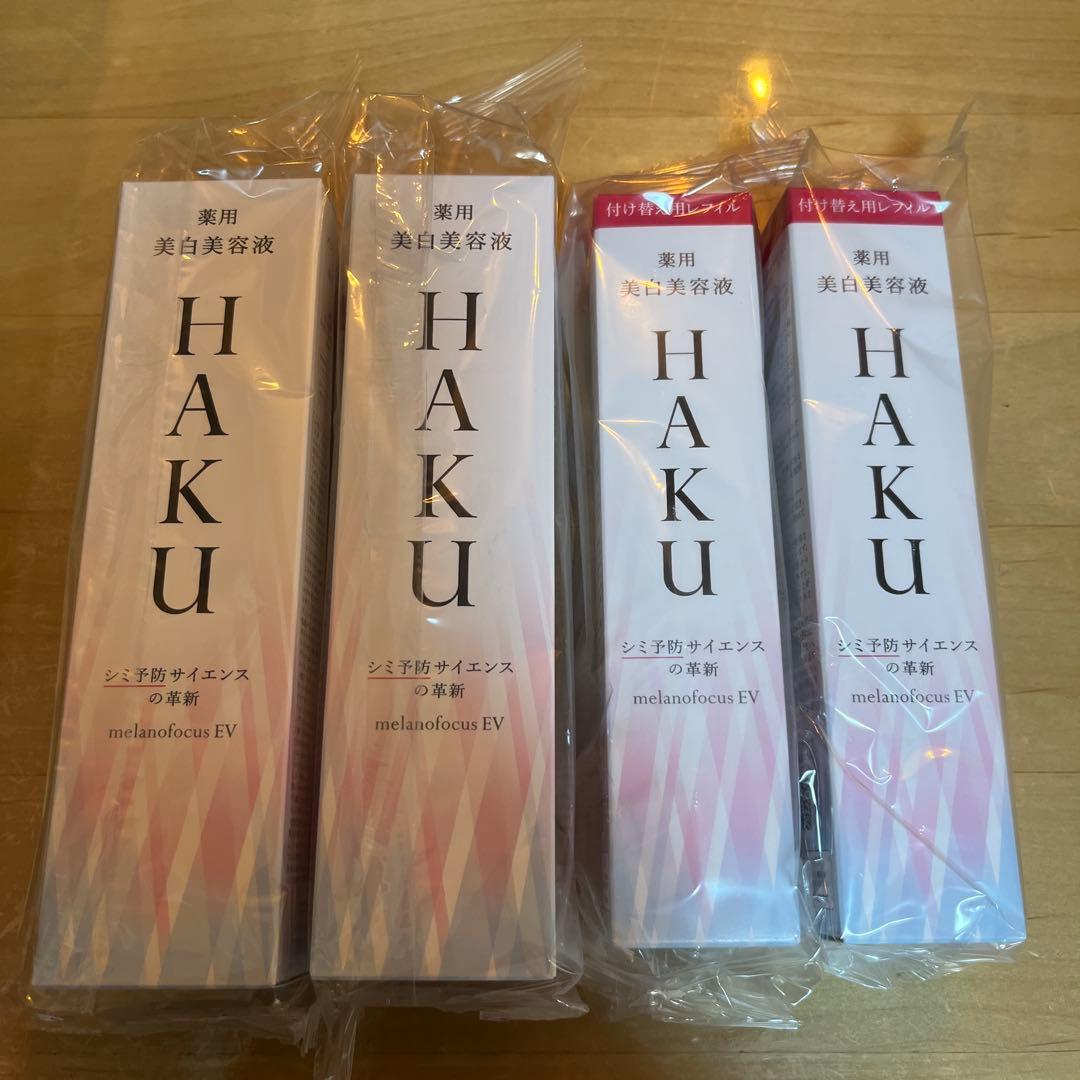 薬用
美白美容液
HAKU
シミ予防サイエンス
の革新
melanofocus EV
薬用
美白美容液
HAKU
シミ予防サイエンス
の革新
melanofocus EV
付け替え用レフィル
薬用
美白美容液
HAKU
シミ予防サイエンス
の革新
melanofocus EV
付け替え用レフィル
薬用
美白美容液
HAKU
シミ予防サイエンス
の革新
melanofocus EV